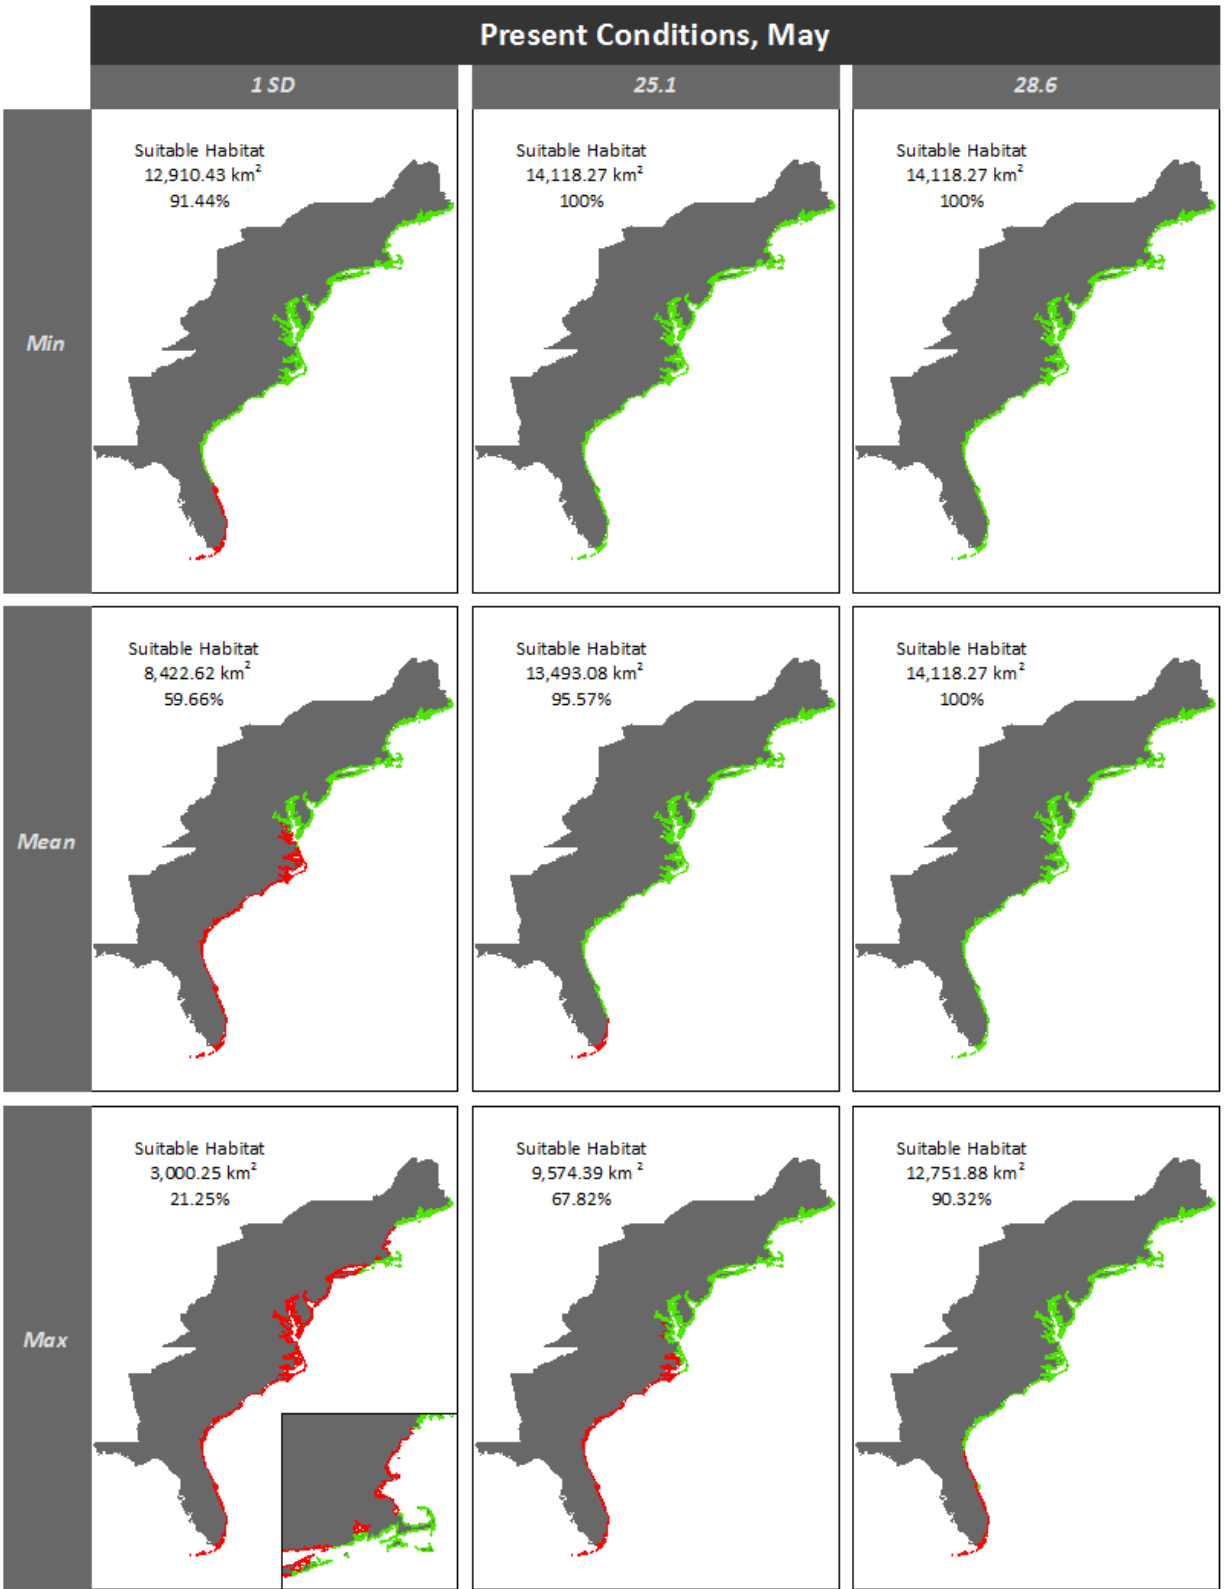 Present Conditions, May
1 SD
25.1
28.6
Min
Suitable Habitat
12,910.43 km²
91.44%
Suitable Habitat
14,118.27 km²
100%
Suitable Habitat
14,118.27 km²
100%
Mean
Suitable Habitat
8,422.62 km²
59.66%
Suitable Habitat
13,493.08 km²
95.57%
Suitable Habitat
14,118.27 km²
100%
Max
Suitable Habitat
3,000.25 km²
21.25%
Suitable Habitat
9,574.39 km²
67.82%
Suitable Habitat
12,751.88 km²
90.32%